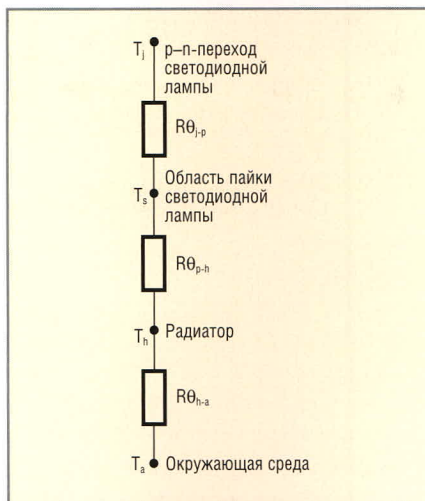 Tj p–n-переход
светодиодной
лампы
Rθj-p
Область пайки
Ts светодиодной
лампы
Rθp-h
Th Радиатор
Rθh-a
Ta Окружающая среда